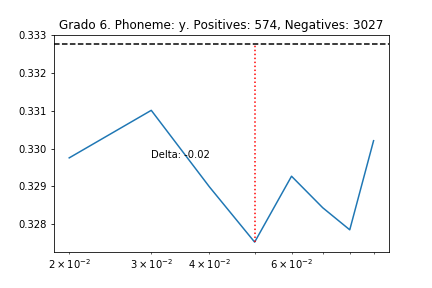 Grado 6. Phoneme: y. Positives: 574, Negatives: 3027
0.333
0.332
0.331
0.330
0.329
0.328
Delta: -0.02
2 × 10⁻² 3 × 10⁻² 4 × 10⁻² 6 × 10⁻²